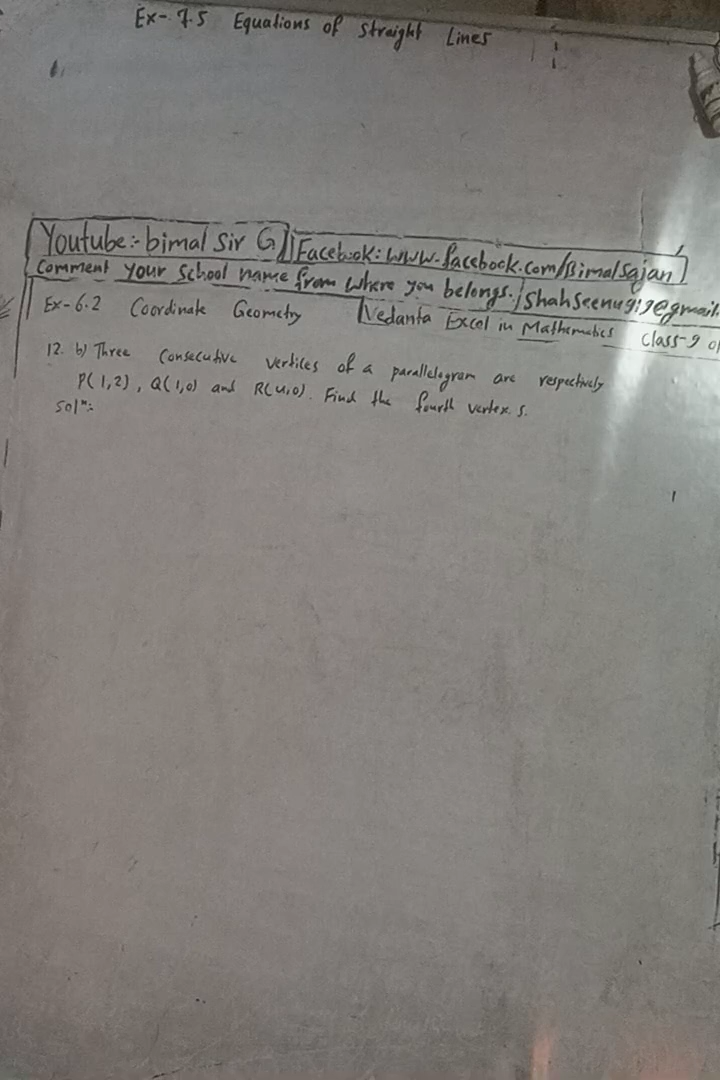 Ex- 7.5 Equations of Straight Lines
Youtube:- bimal Sir G Facebook: www.facebook.com/Bimalsajan
Comment your School name from where you belongs. / Shahseenu919@gmail.
Ex-6.2 Coordinate Geometry Vedanta Excel in Mathematics Class-9
12. b) Three Consecutive vertices of a parallelogram are respectively
P(1,2), Q(1,0) and R(4,0). Find the fourth vertex S.
Solⁿ: